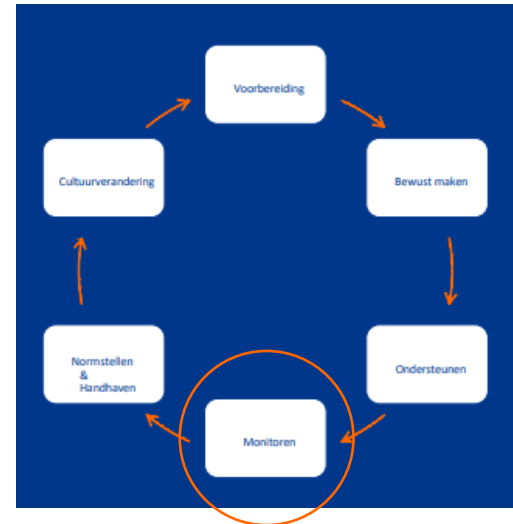 Voorbereiding
Bewust maken
Ondersteunen
Monitoren
Normstellen
&
Handhaven
Cultuurverandering